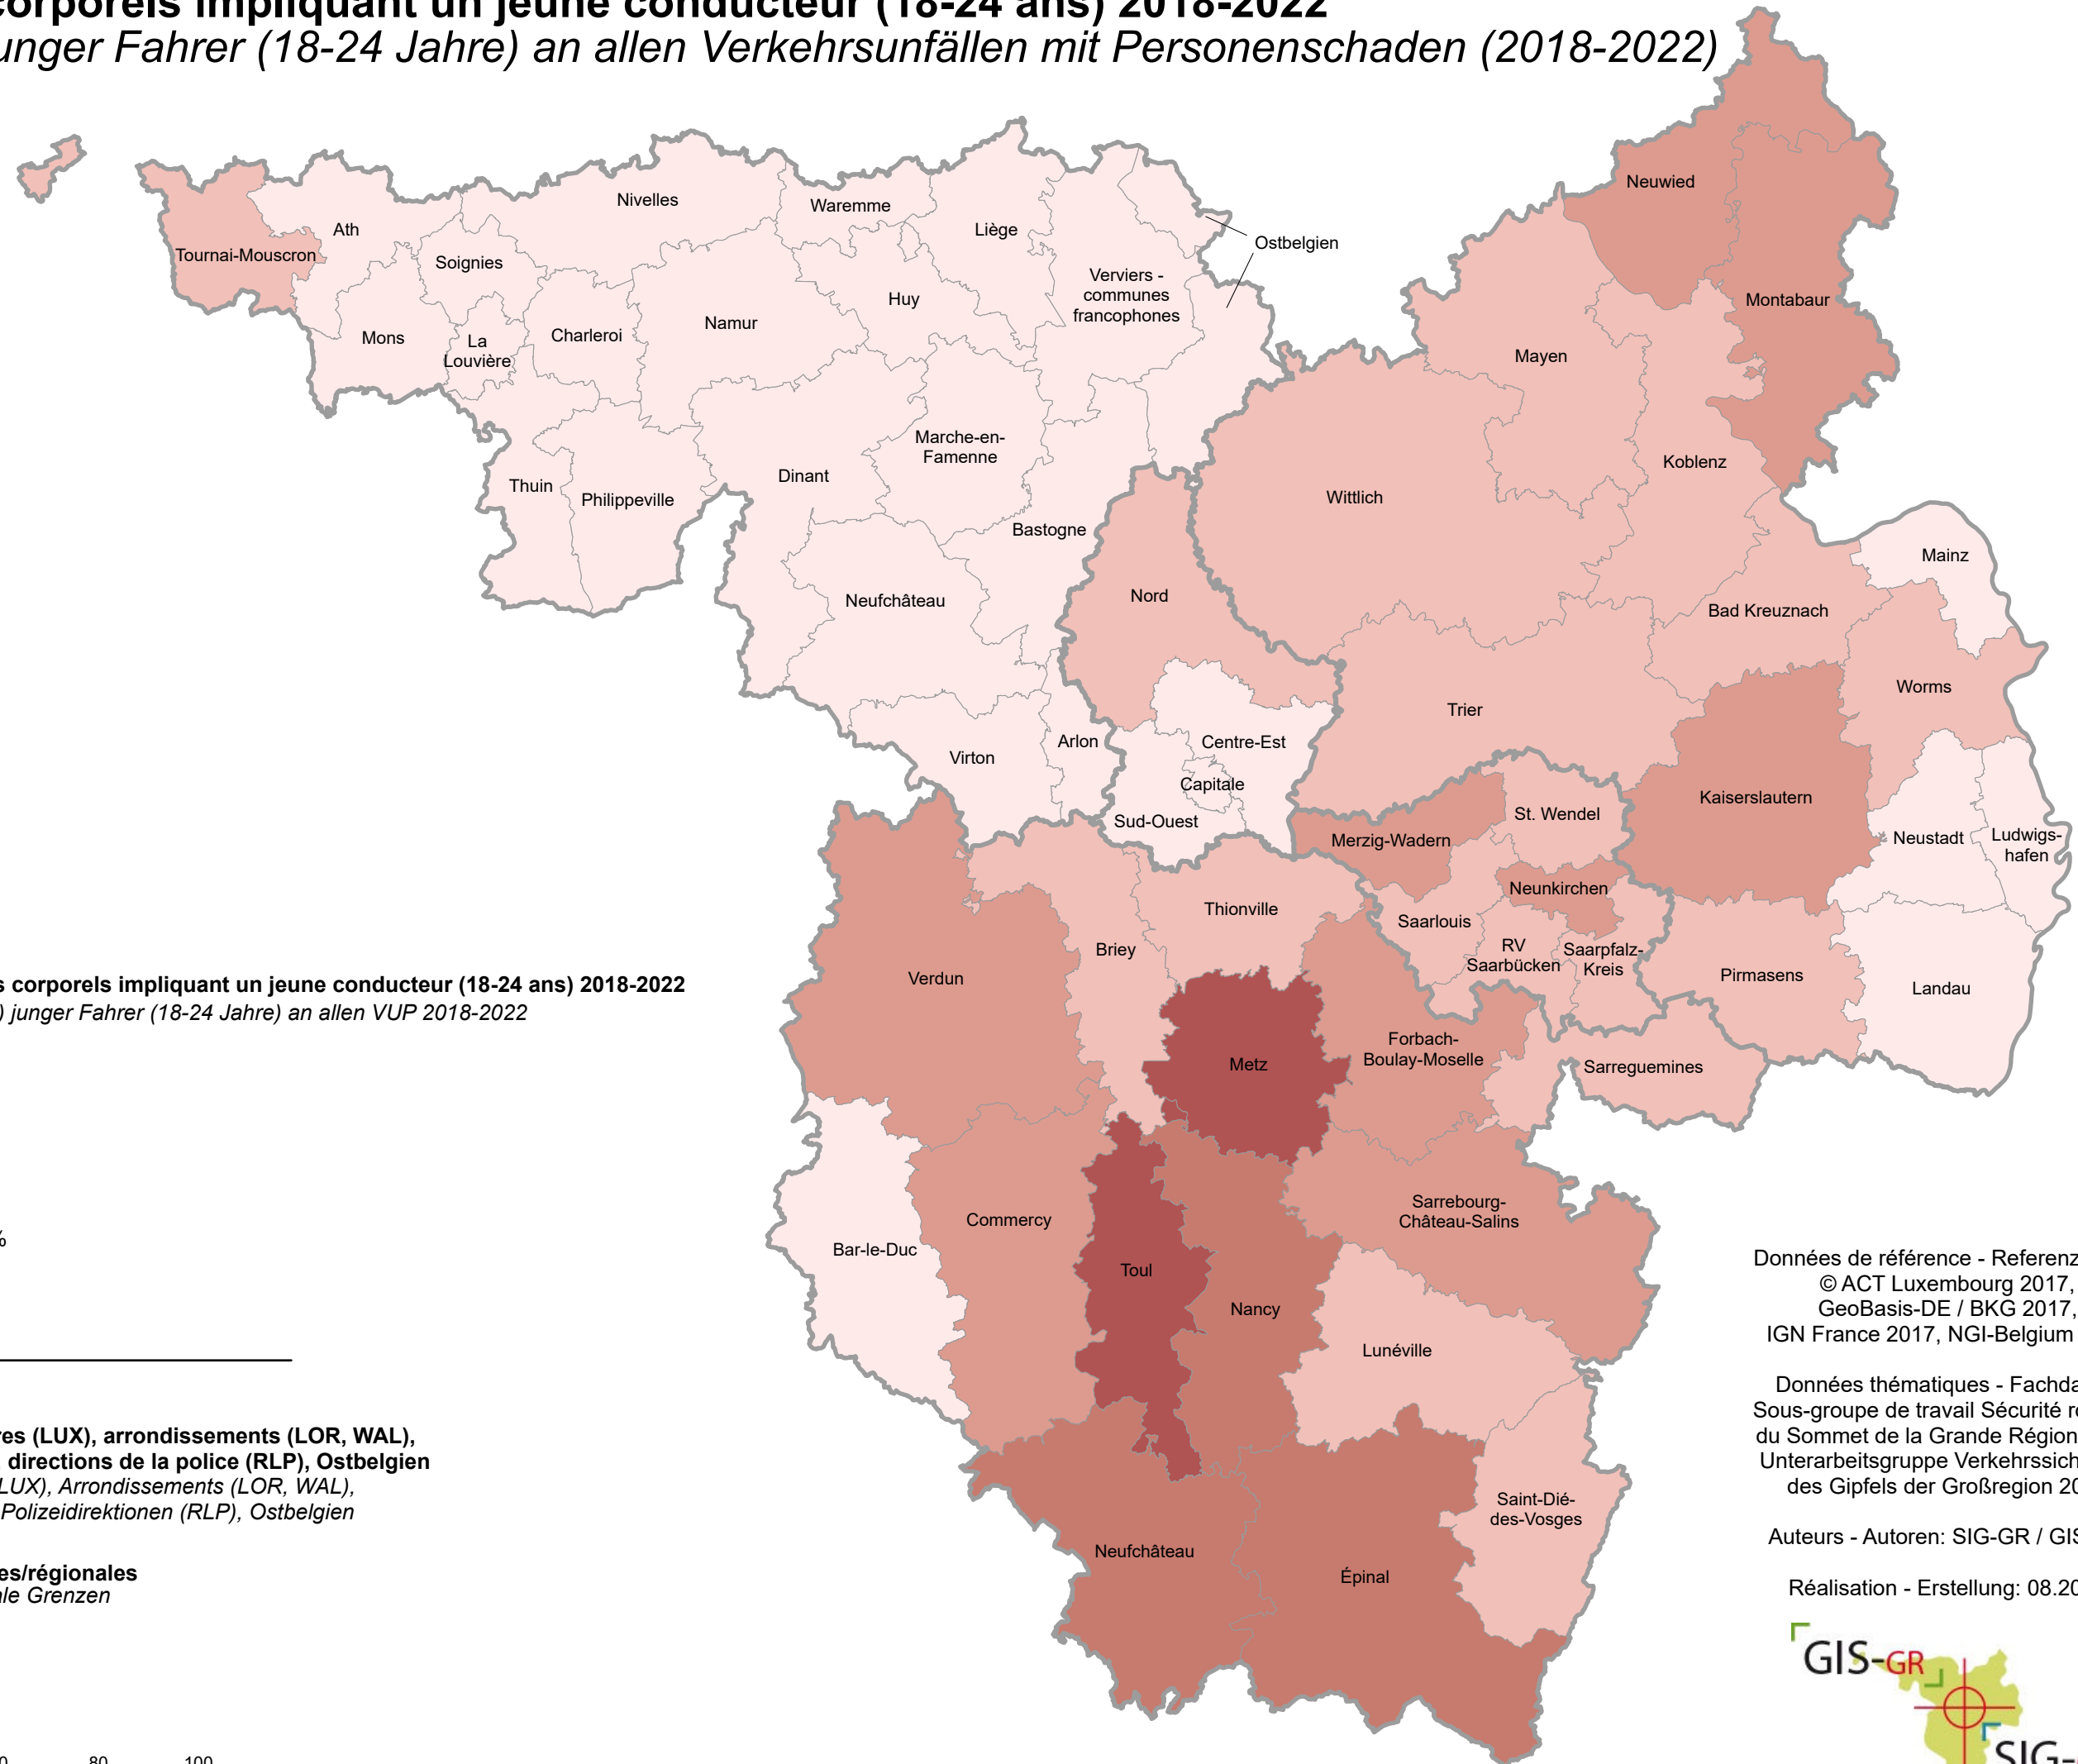 corporels impliquant un jeune conducteur (18-24 ans) 2018-2022
unger Fahrer (18-24 Jahre) an allen Verkehrsunfällen mit Personenschaden (2018-2022)
Neuwied
Nivelles
Waremme
Ath
Liège
Ostbelgien
Tournai-Mouscron
Soignies
Verviers -
communes
francophones
Huy
Montabaur
Namur
Mons
La
Louvière
Charleroi
Mayen
Marche-en-
Famenne
Koblenz
Dinant
Thuin
Philippeville
Wittlich
Bastogne
Mainz
Nord
Neufchâteau
Bad Kreuznach
Worms
Trier
Arlon
Centre-Est
Virton
Capitale
Kaiserslautern
Sud-Ouest
St. Wendel
Merzig-Wadern
Neustadt
Ludwigs-
hafen
Neunkirchen
Thionville
Saarlouis
Briey
RV
Saarbücken
Saarpfalz-
Kreis
Verdun
Pirmasens
Landau
s corporels impliquant un jeune conducteur (18-24 ans) 2018-2022
) junger Fahrer (18-24 Jahre) an allen VUP 2018-2022
Forbach-
Boulay-Moselle
Metz
Sarreguemines
Sarrebourg-
Château-Salins
Commercy
%
Bar-le-Duc
Toul
Nancy
Lunéville
Données de référence - Referenz
© ACT Luxembourg 2017,
GeoBasis-DE / BKG 2017,
IGN France 2017, NGI-Belgium
Données thématiques - Fachda
Sous-groupe de travail Sécurité ro
du Sommet de la Grande Région
Unterarbeitsgruppe Verkehrssich
des Gipfels der Großregion 20
res (LUX), arrondissements (LOR, WAL),
directions de la police (RLP), Ostbelgien
LUX), Arrondissements (LOR, WAL),
Polizeidirektionen (RLP), Ostbelgien
Saint-Dié-
des-Vosges
Auteurs - Autoren: SIG-GR / GIS
Neufchâteau
Épinal
es/régionales
ale Grenzen
Réalisation - Erstellung: 08.20
GIS-GR
SIG-
80 100